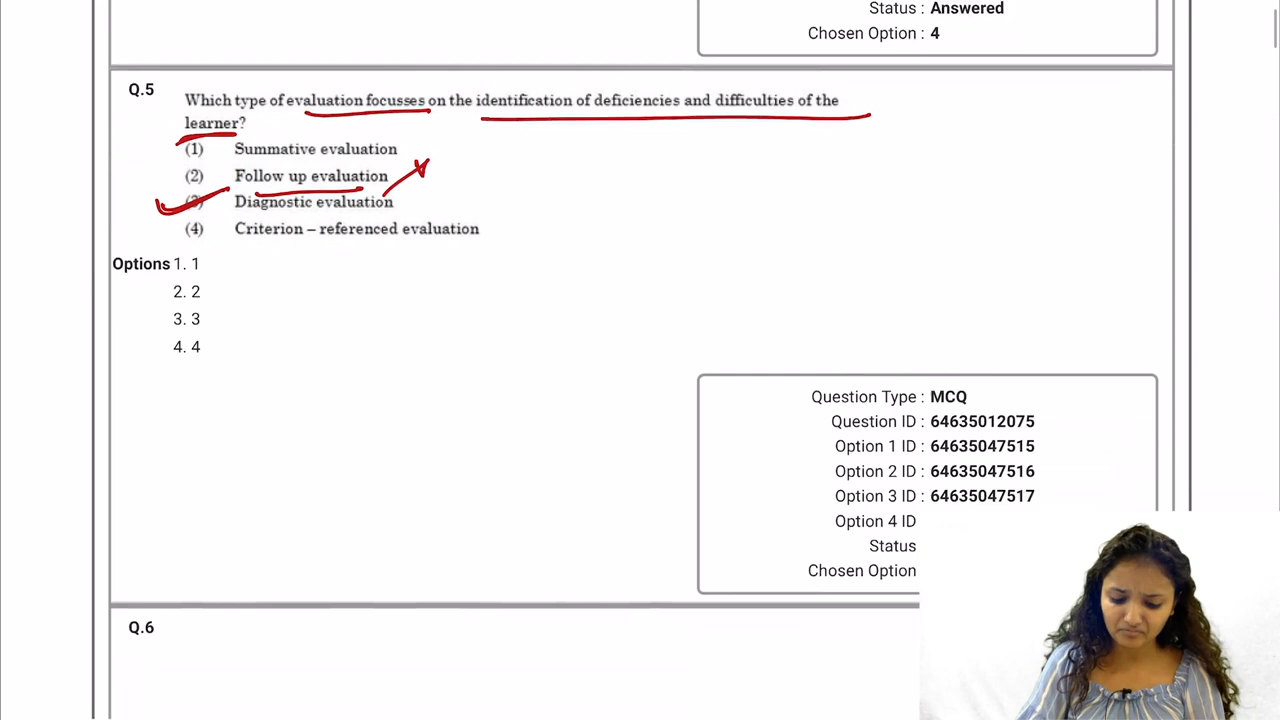 Status : Answered
Chosen Option : 4
Q.5
Which type of evaluation focusses on the identification of deficiencies and difficulties of the
learner?
(1) Summative evaluation
(2) Follow up evaluation
(3) Diagnostic evaluation
(4) Criterion – referenced evaluation
Options 1. 1
2. 2
3. 3
4. 4
Question Type : MCQ
Question ID : 64635012075
Option 1 ID : 64635047515
Option 2 ID : 64635047516
Option 3 ID : 64635047517
Option 4 ID
Status
Chosen Option
Q.6